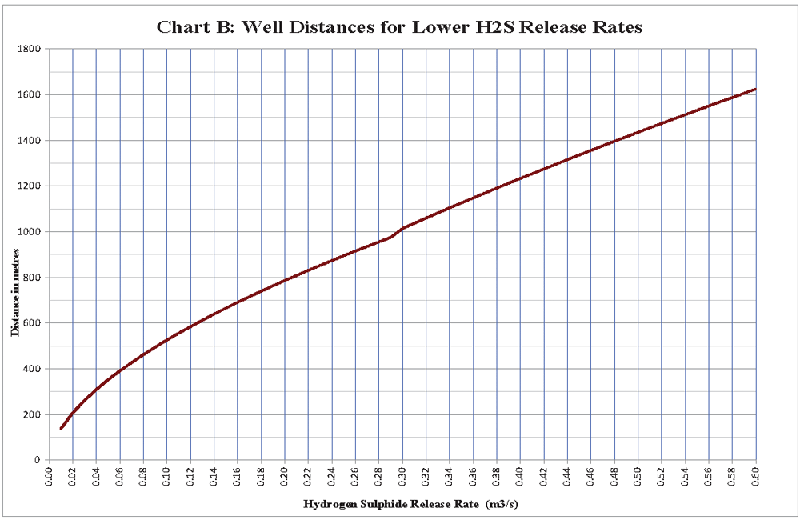 Chart B: Well Distances for Lower H2S Release Rates
1800
1600
1400
1200
1000
800
600
400
200
0
Distance in metres
0.00 0.02 0.04 0.06 0.08 0.10 0.12 0.14 0.16 0.18 0.20 0.22 0.24 0.26 0.28 0.30 0.32 0.34 0.36 0.38 0.40 0.42 0.44 0.46 0.48 0.50 0.52 0.54 0.56 0.58 0.60
Hydrogen Sulphide Release Rate (m3/s)